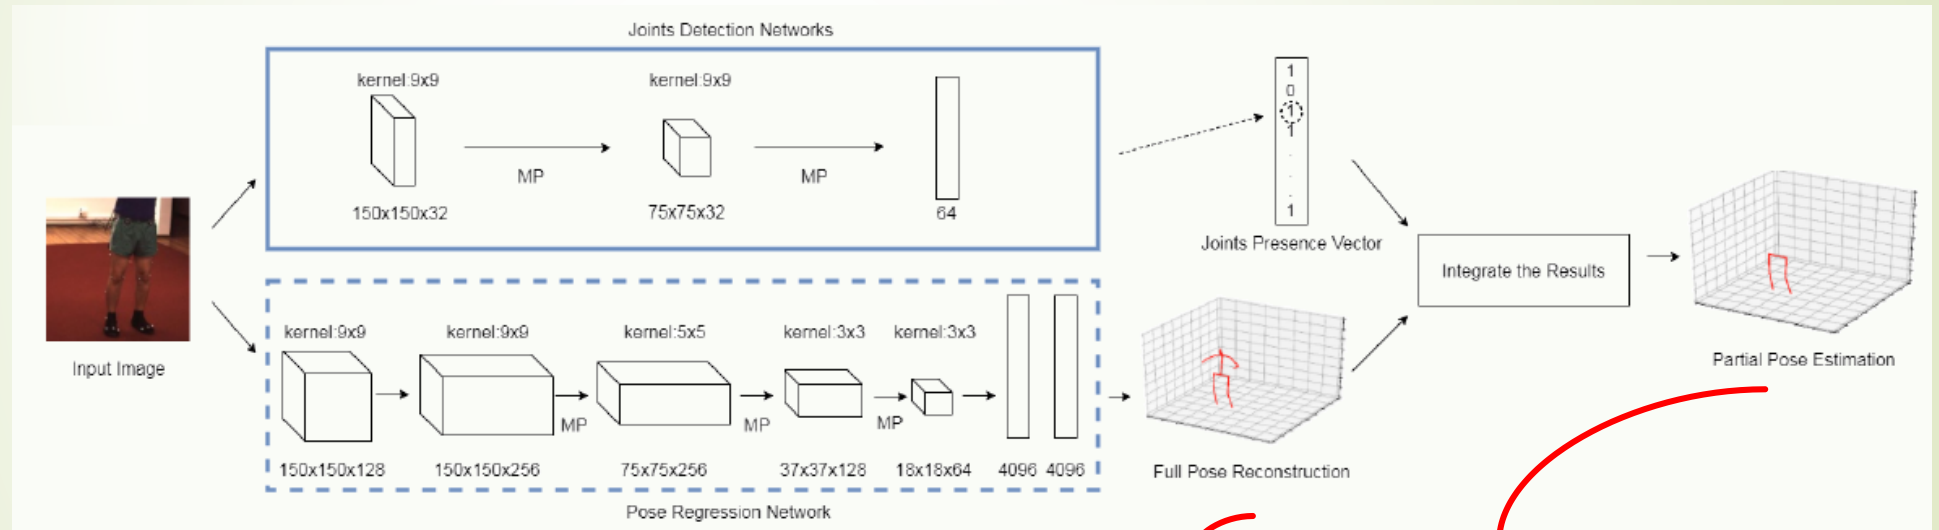 Joints Detection Networks
kernel:9x9
kernel:9x9
MP
MP
150x150x32
75x75x32
64
1
0
1
1
.
.
.
1
Joints Presence Vector
Input Image
kernel:9x9
kernel:9x9
kernel:5x5
kernel:3x3
kernel:3x3
MP
MP
MP
150x150x128
150x150x256
75x75x256
37x37x128
18x18x64
4096
4096
Pose Regression Network
Full Pose Reconstruction
Integrate the Results
Partial Pose Estimation